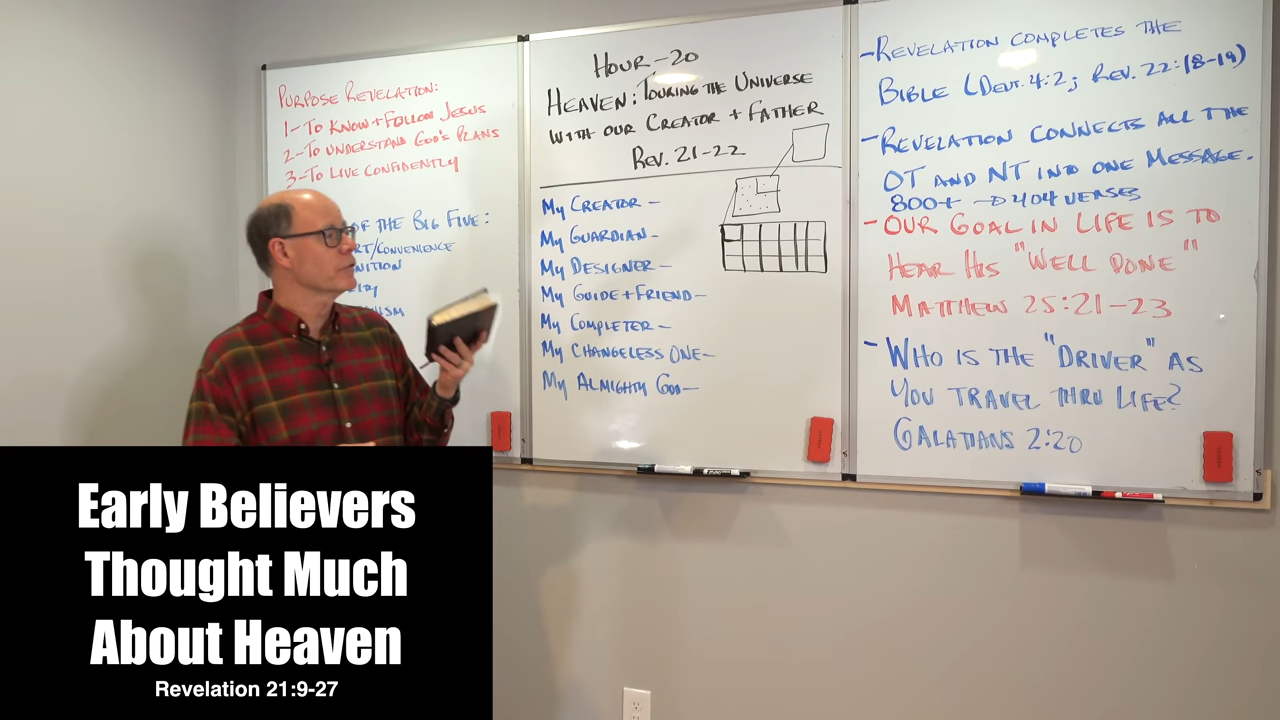 PURPOSE REVELATION:
1-TO KNOW+FOLLOW JESUS
2-TO UNDERSTAND GOD'S PLANS
3-TO LIVE CONFIDENTLY
OF THE BIG FIVE:
/CONVENIENCE
HOUR-20
HEAVEN: TOURING THE UNIVERSE
WITH OUR CREATOR + FATHER
REV. 21-22
MY CREATOR-
MY GUARDIAN-
MY DESIGNER-
MY GUIDE+FRIEND-
MY COMPLETER-
MY CHANGELESS ONE-
MY ALMIGHTY GOD-
-REVELATION COMPLETES THE
BIBLE (DEUT. 4:2; REV. 22:18-19)
-REVELATION CONNECTS ALL THE
OT AND NT INTO ONE MESSAGE.
800+ → 404 VERSES
-OUR GOAL IN LIFE IS TO
HEAR HIS "WELL DONE"
MATTHEW 25:21-23
-WHO IS THE "DRIVER" AS
YOU TRAVEL THRU LIFE?
GALATIANS 2:20
Early Believers
Thought Much
About Heaven
Revelation 21:9-27